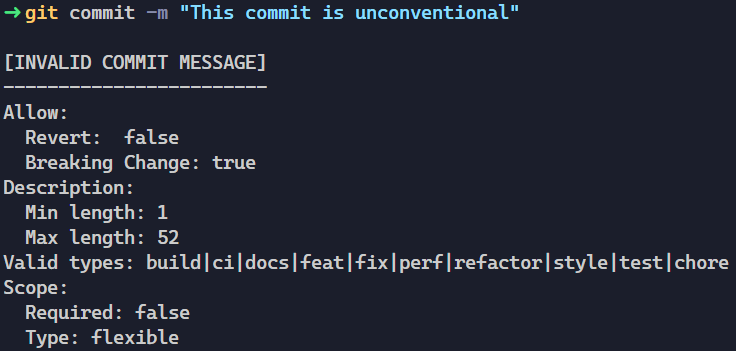 ➜git commit -m "This commit is unconventional"
[INVALID COMMIT MESSAGE]
------------------------
Allow:
  Revert:  false
  Breaking Change: true
Description:
  Min length: 1
  Max length: 52
Valid types: build|ci|docs|feat|fix|perf|refactor|style|test|chore
Scope:
  Required: false
  Type: flexible